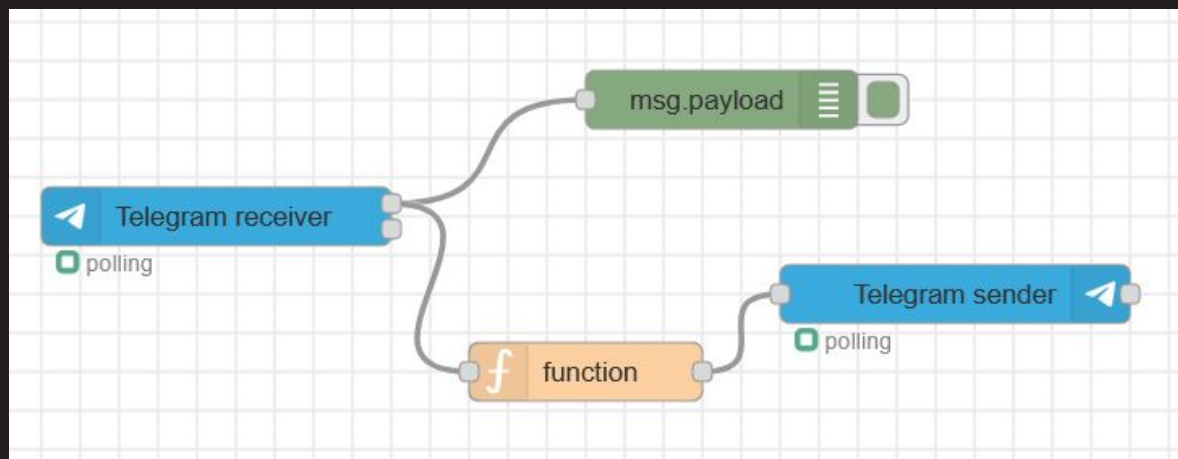 msg.payload
Telegram receiver
polling
Telegram sender
polling
function